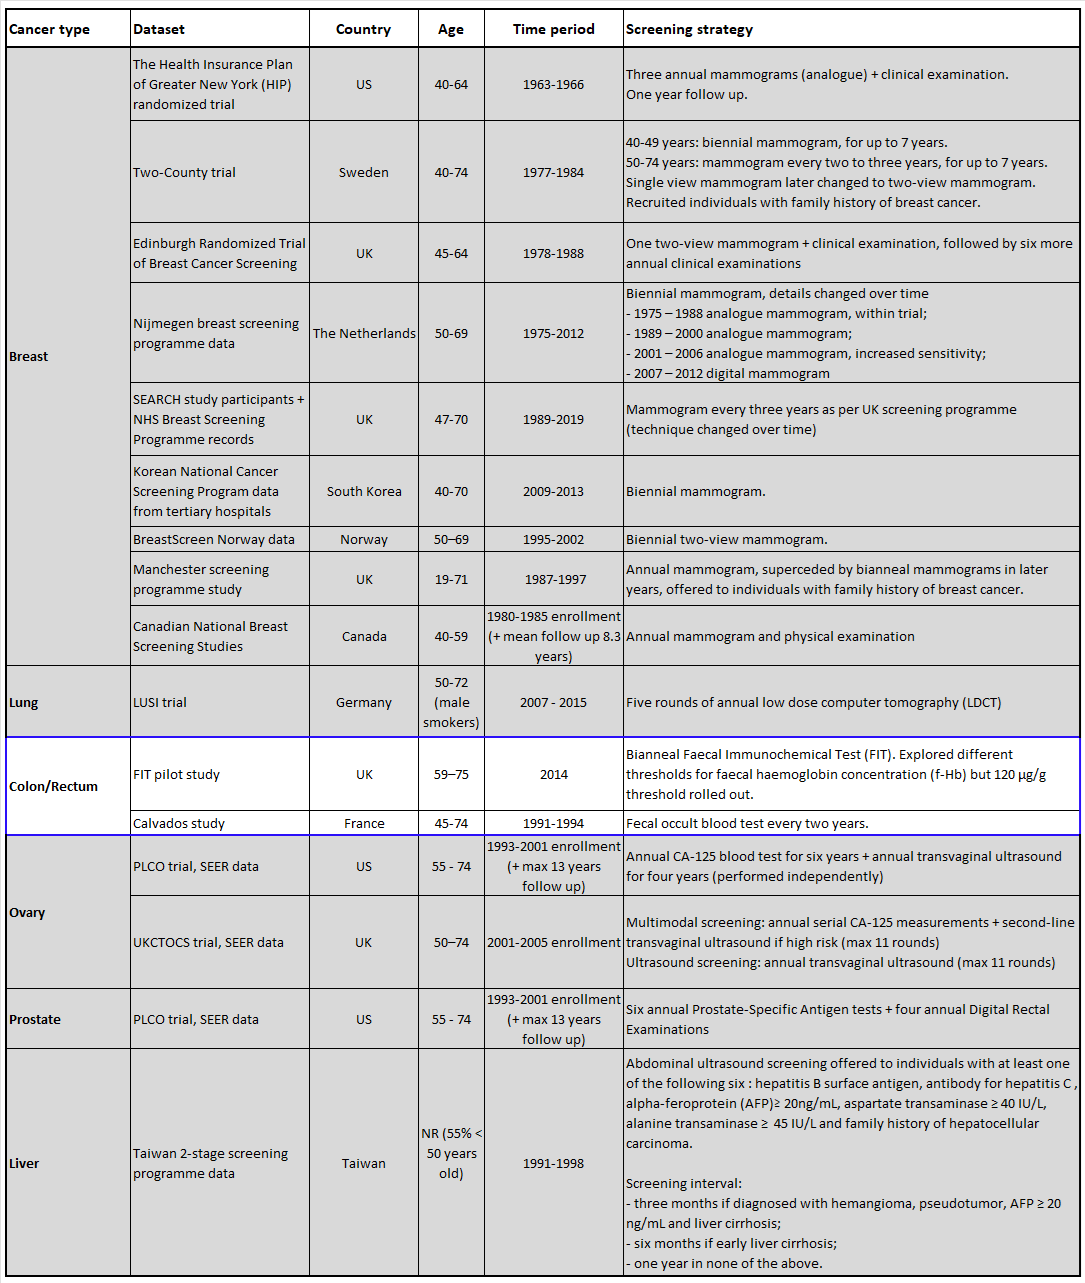 Cancer type
Dataset
Country
Age
Time period
Screening strategy
Breast
The Health Insurance Plan
of Greater New York (HIP)
randomized trial
US
40-64
1963-1966
Three annual mammograms (analogue) + clinical examination.
One year follow up.
Two-County trial
Sweden
40-74
1977-1984
40-49 years: biennial mammogram, for up to 7 years.
50-74 years: mammogram every two to three years, for up to 7 years.
Single view mammogram later changed to two-view mammogram.
Recruited individuals with family history of breast cancer.
Edinburgh Randomized Trial
of Breast Cancer Screening
UK
45-64
1978-1988
One two-view mammogram + clinical examination, followed by six more
annual clinical examinations
Nijmegen breast screening
programme data
The Netherlands
50-69
1975-2012
Biennial mammogram, details changed over time
- 1975 – 1988 analogue mammogram, within trial;
- 1989 – 2000 analogue mammogram;
- 2001 – 2006 analogue mammogram, increased sensitivity;
- 2007 – 2012 digital mammogram
SEARCH study participants +
NHS Breast Screening
Programme records
UK
47-70
1989-2019
Mammogram every three years as per UK screening programme
(technique changed over time)
Korean National Cancer
Screening Program data
from tertiary hospitals
South Korea
40-70
2009-2013
Biennial mammogram.
BreastScreen Norway data
Norway
50–69
1995-2002
Biennial two-view mammogram.
Manchester screening
programme study
UK
19-71
1987-1997
Annual mammogram, superceded by bianneal mammograms in later
years, offered to individuals with family history of breast cancer.
Canadian National Breast
Screening Studies
Canada
40-59
1980-1985 enrollment
(+ mean follow up 8.3
years)
Annual mammogram and physical examination
Lung
LUSI trial
Germany
50-72
(male
smokers)
2007 - 2015
Five rounds of annual low dose computer tomography (LDCT)
Colon/Rectum
FIT pilot study
UK
59–75
2014
Bianneal Faecal Immunochemical Test (FIT). Explored different
thresholds for faecal haemoglobin concentration (f-Hb) but 120 µg/g
threshold rolled out.
Calvados study
France
45-74
1991-1994
Fecal occult blood test every two years.
Ovary
PLCO trial, SEER data
US
55 - 74
1993-2001 enrollment
(+ max 13 years
follow up)
Annual CA-125 blood test for six years + annual transvaginal ultrasound
for four years (performed independently)
UKCTOCS trial, SEER data
UK
50–74
2001-2005 enrollment
Multimodal screening: annual serial CA-125 measurements + second-line
transvaginal ultrasound if high risk (max 11 rounds)
Ultrasound screening: annual transvaginal ultrasound (max 11 rounds)
Prostate
PLCO trial, SEER data
US
55 - 74
1993-2001 enrollment
(+ max 13 years
follow up)
Six annual Prostate-Specific Antigen tests + four annual Digital Rectal
Examinations
Liver
Taiwan 2-stage screening
programme data
Taiwan
NR (55% <
50 years
old)
1991-1998
Abdominal ultrasound screening offered to individuals with at least one
of the following six : hepatitis B surface antigen, antibody for hepatitis C ,
alpha-feroprotein (AFP)≥ 20ng/mL, aspartate transaminase ≥ 40 IU/L,
alanine transaminase ≥ 45 IU/L and family history of hepatocellular
carcinoma.
Screening interval:
- three months if diagnosed with hemangioma, pseudotumor, AFP ≥ 20
ng/mL and liver cirrhosis;
- six months if early liver cirrhosis;
- one year in none of the above.